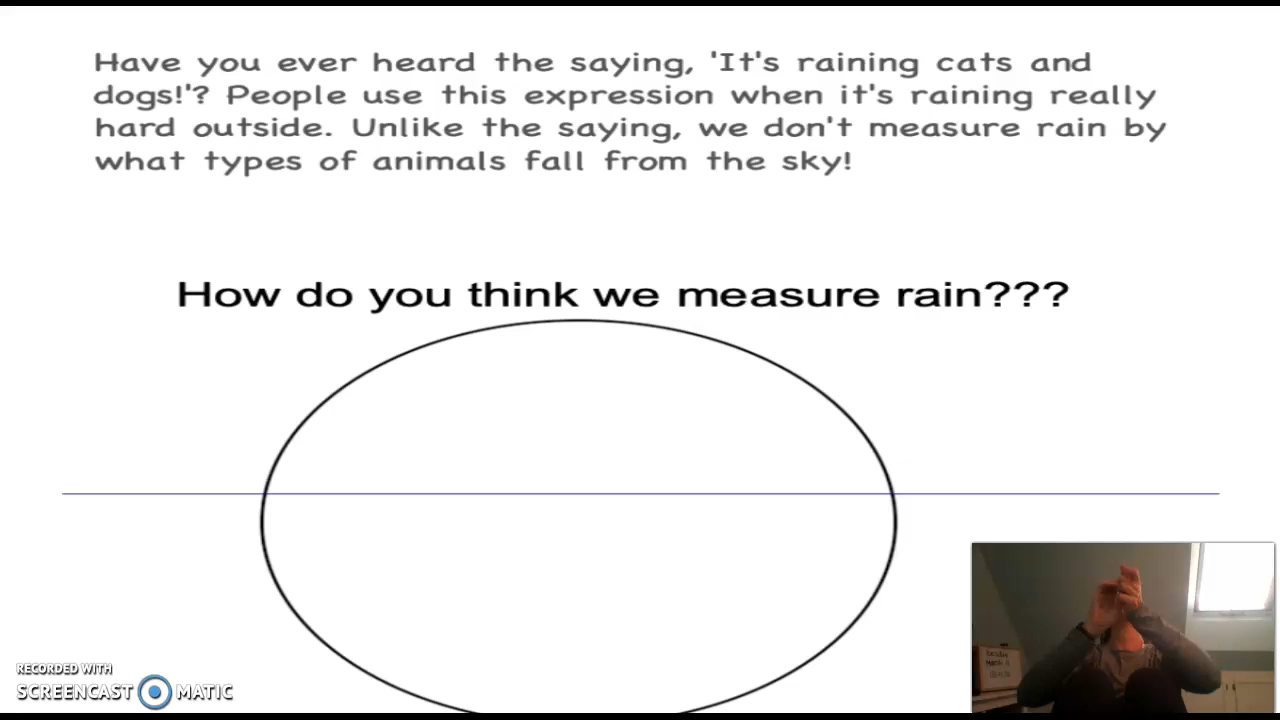 Have you ever heard the saying, 'It's raining cats and
dogs!'? People use this expression when it's raining really
hard outside. Unlike the saying, we don't measure rain by
what types of animals fall from the sky!
How do you think we measure rain???
RECORDED WITH
SCREENCAST MATIC